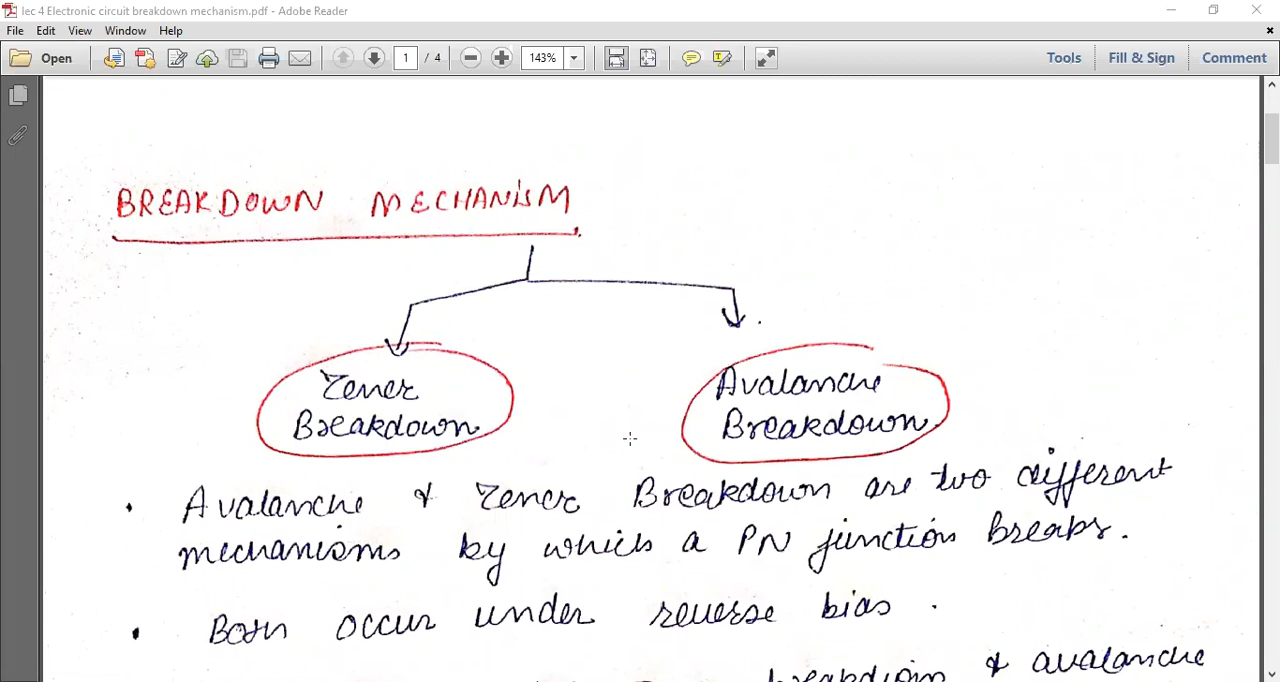 lec 4 Electronic circuit breakdown mechanism.pdf - Adobe Reader
File Edit View Window Help
Open 1 / 4 143% Tools Fill & Sign Comment
BREAKDOWN MECHANISM
Zener Avalanche
Breakdown Breakdown
• Avalanche & Zener Breakdown are two different
mechanisms by which a PN junction breaks.
• Both occur under reverse bias.
breakdown & avalanche